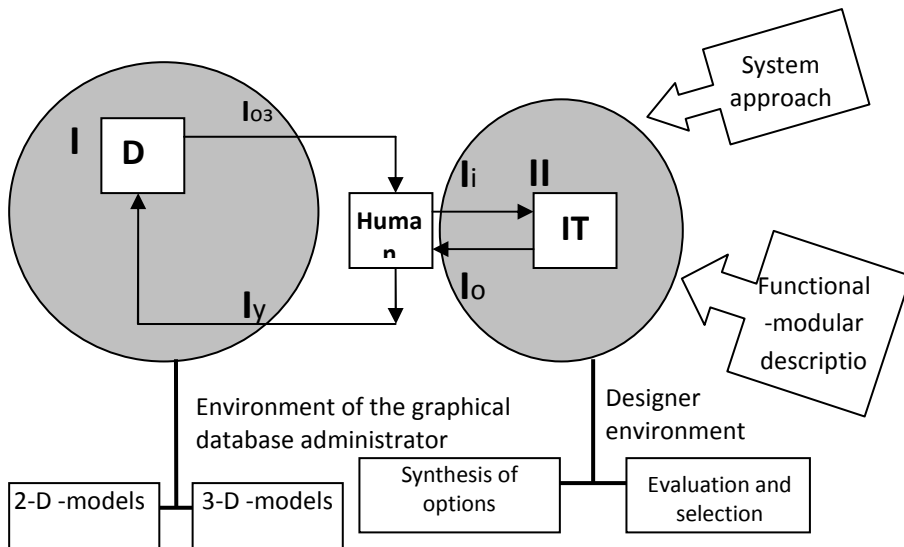 System
approach
I
D
Io3
Ii
II
Huma
n
IT
Io
Iy
Functional
-modular
descriptio
Environment of the graphical
database administrator
Designer
environment
2-D -models
3-D -models
Synthesis of
options
Evaluation and
selection